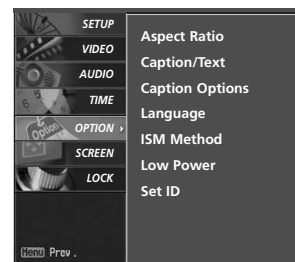 SETUP
VIDEO
AUDIO
TIME
OPTION
SCREEN
LOCK
Menu Prev.
Aspect Ratio
Caption/Text
Caption Options
Language
ISM Method
Low Power
Set ID